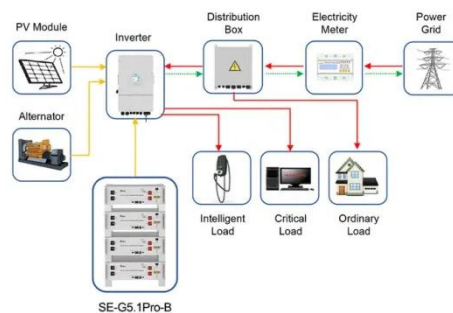 PV Module
Inverter
Distribution
Box
Electricity
Meter
Power
Grid
Alternator
Intelligent
Load
Critical
Load
Ordinary
Load
SE-G5.1Pro-B